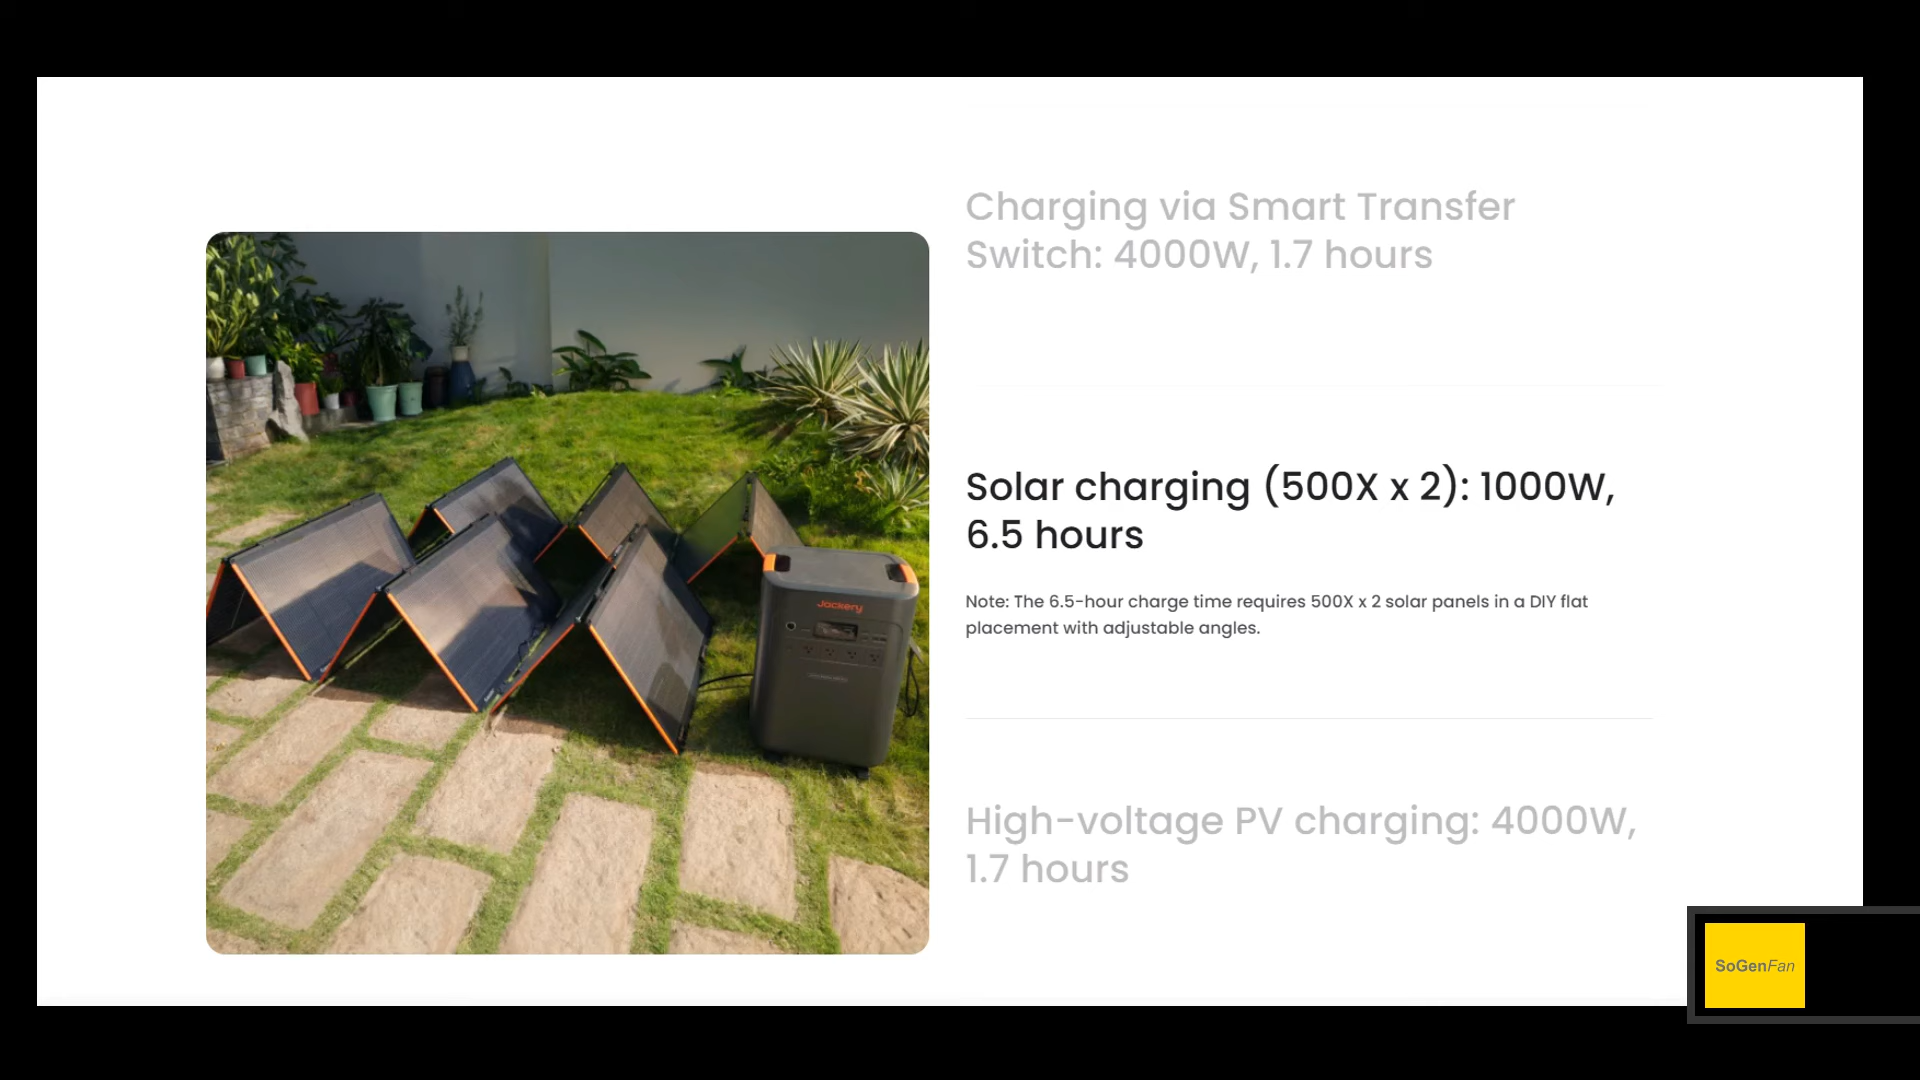 Charging via Smart Transfer
Switch: 4000W, 1.7 hours
Jackery
Solar charging (500X x 2): 1000W,
6.5 hours
Note: The 6.5-hour charge time requires 500X x 2 solar panels in a DIY flat
placement with adjustable angles.
High-voltage PV charging: 4000W,
1.7 hours
SoGenFan